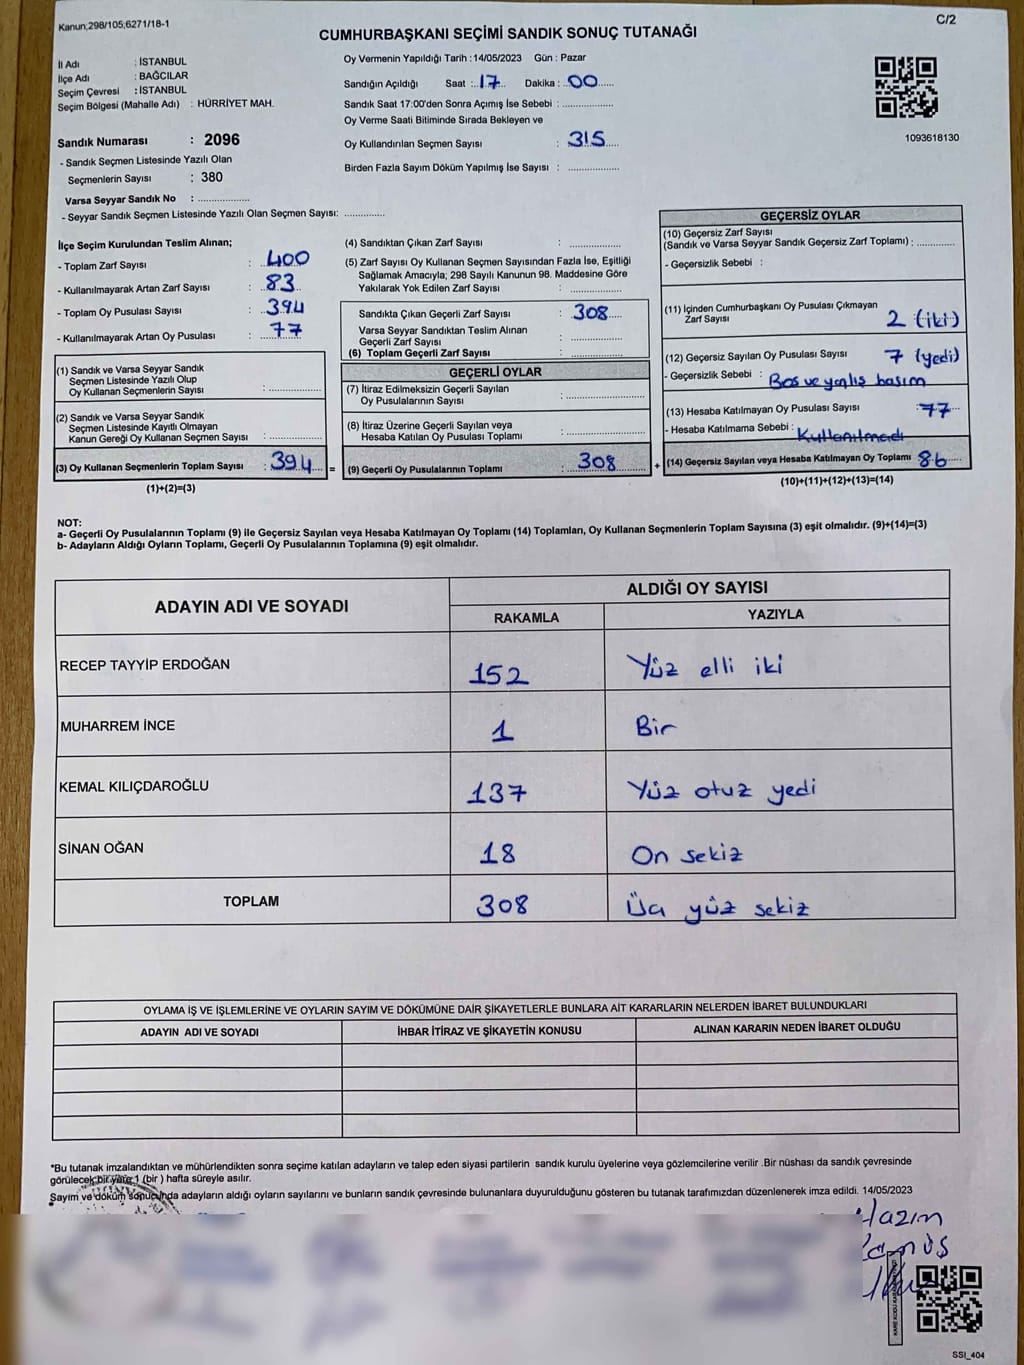 Kanun;298/105;6271/18-1
C/2
CUMHURBAŞKANI SEÇİMİ SANDIK SONUÇ TUTANAĞI
İl Adı : İSTANBUL
İlçe Adı : BAĞCILAR
Seçim Çevresi : İSTANBUL
Seçim Bölgesi (Mahalle Adı) : HÜRRİYET MAH.
Sandık Numarası : 2096
- Sandık Seçmen Listesinde Yazılı Olan
Seçmenlerin Sayısı : 380
Varsa Seyyar Sandık No : ....................
- Seyyar Sandık Seçmen Listesinde Yazılı Olan Seçmen Sayısı: ...............
Oy Vermenin Yapıldığı Tarih : 14/05/2023 Gün : Pazar
Sandığın Açıldığı Saat : 17 Dakika : 00
Sandık Saat 17:00'den Sonra Açımış İse Sebebi : ...................
Oy Verme Saati Bitiminde Sırada Bekleyen ve
Oy Kullandırılan Seçmen Sayısı : 315
Birden Fazla Sayım Döküm Yapılmış İse Sayısı : ...................
1093618130
İlçe Seçim Kurulundan Teslim Alınan;
- Toplam Zarf Sayısı : 400
- Kullanılmayarak Artan Zarf Sayısı : 83
- Toplam Oy Pusulası Sayısı : 394
- Kullanılmayarak Artan Oy Pusulası : 77
(1) Sandık ve Varsa Seyyar Sandık
Seçmen Listesinde Yazılı Olup
Oy Kullanan Seçmenlerin Sayısı : ...................
(2) Sandık ve Varsa Seyyar Sandık
Seçmen Listesinde Kayıtlı Olmayan
Kanun Gereği Oy Kullanan Seçmen Sayısı : ...................
(3) Oy Kullanan Seçmenlerin Toplam Sayısı : 394 =
(1)+(2)=(3)
(4) Sandıktan Çıkan Zarf Sayısı : ...................
(5) Zarf Sayısı Oy Kullanan Seçmen Sayısından Fazla İse, Eşitliği
Sağlamak Amacıyla; 298 Sayılı Kanunun 98. Maddesine Göre
Yakılarak Yok Edilen Zarf Sayısı : ...................
Sandıkta Çıkan Geçerli Zarf Sayısı : 308
Varsa Seyyar Sandıktan Teslim Alınan
Geçerli Zarf Sayısı : ...................
(6) Toplam Geçerli Zarf Sayısı : ...................
GEÇERLİ OYLAR
(7) İtiraz Edilmeksizin Geçerli Sayılan
Oy Pusulalarının Sayısı : ...................
(8) İtiraz Üzerine Geçerli Sayılan veya
Hesaba Katılan Oy Pusulası Toplamı : ...................
(9) Geçerli Oy Pusulalarının Toplamı : 308 +
GEÇERSİZ OYLAR
(10) Geçersiz Zarf Sayısı
(Sandık ve Varsa Seyyar Sandık Geçersiz Zarf Toplamı) : .............
- Geçersizlik Sebebi :
(11) İçinden Cumhurbaşkanı Oy Pusulası Çıkmayan
Zarf Sayısı 2 (iki)
(12) Geçersiz Sayılan Oy Pusulası Sayısı 7 (yedi)
- Geçersizlik Sebebi : Bos ve yanlış basım
(13) Hesaba Katılmayan Oy Pusulası Sayısı : 77
- Hesaba Katılmama Sebebi : Kullanılmadı
(14) Geçersiz Sayılan veya Hesaba Katılmayan Oy Toplamı 86
(10)+(11)+(12)+(13)=(14)
NOT:
a- Geçerli Oy Pusulalarının Toplamı (9) ile Geçersiz Sayılan veya Hesaba Katılmayan Oy Toplamı (14) Toplamları, Oy Kullanan Seçmenlerin Toplam Sayısına (3) eşit olmalıdır. (9)+(14)=(3)
b- Adayların Aldığı Oyların Toplamı, Geçerli Oy Pusulalarının Toplamına (9) eşit olmalıdır.
ADAYIN ADI VE SOYADI ALDIĞI OY SAYISI
RAKAMLA YAZIYLA
RECEP TAYYİP ERDOĞAN 152 Yüz elli iki
MUHARREM İNCE 1 Bir
KEMAL KILIÇDAROĞLU 137 Yüz otuz yedi
SİNAN OĞAN 18 On sekiz
TOPLAM 308 Üç yüz sekiz
OYLAMA İŞ VE İŞLEMLERİNE VE OYLARIN SAYIM VE DÖKÜMÜNE DAİR ŞİKAYETLERLE BUNLARA AİT KARARLARIN NELERDEN İBARET BULUNDUKLARI
ADAYIN ADI VE SOYADI İHBAR İTİRAZ VE ŞİKAYETİN KONUSU ALINAN KARARIN NEDEN İBARET OLDUĞU
*Bu tutanak imzalandıktan ve mühürlendikten sonra seçime katılan adayların ve talep eden siyasi partilerin sandık kurulu üyelerine veya gözlemcilerine verilir .Bir nüshası da sandık çevresinde
görülecek bir yere 1 (bir ) hafta süreyle asılır.
Sayım ve döküm sonucunda adayların aldığı oyların sayılarını ve bunların sandık çevresinde bulunanlara duyurulduğunu gösteren bu tutanak tarafımızdan düzenlenerek imza edildi. 14/05/2023
SSI_404